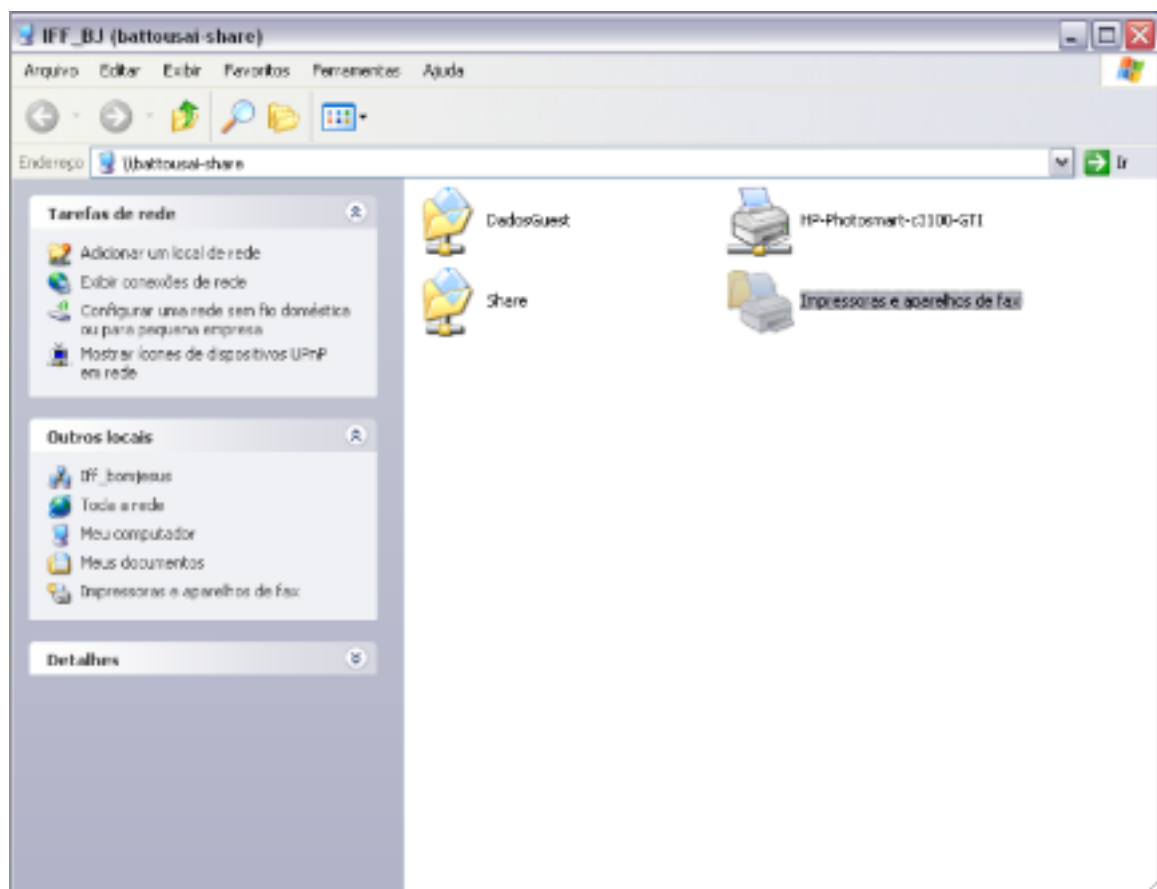 IFF_BJ (battousai-share)
Arquivo Editar Exibir Favoritos Ferramentas Ajuda
Endereço \\battousai-share Ir
Tarefas de rede
Adicionar um local de rede
Exibir conexões de rede
Configurar uma rede sem fio doméstica
ou para pequena empresa
Mostrar ícones de dispositivos UPnP
em rede
Outros locais
Iff_bomjesus
Toda a rede
Meu computador
Meus documentos
Impressoras e aparelhos de fax
Detalhes
DadosGuest
HP-Photosmart-c3100-GTI
Share
Impressoras e aparelhos de fax